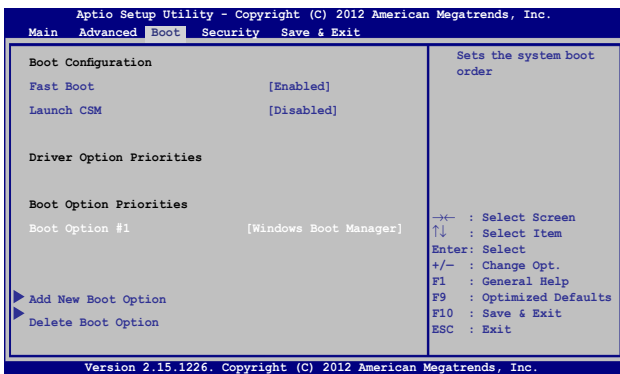 Aptio Setup Utility - Copyright (C) 2012 American Megatrends, Inc.
Main Advanced Boot Security Save & Exit
Boot Configuration
Fast Boot [Enabled]
Launch CSM [Disabled]
Driver Option Priorities
Boot Option Priorities
Boot Option #1 [Windows Boot Manager]
Add New Boot Option
Delete Boot Option
Sets the system boot
order
→← : Select Screen
↑↓ : Select Item
Enter: Select
+/— : Change Opt.
F1 : General Help
F9 : Optimized Defaults
F10 : Save & Exit
ESC : Exit
Version 2.15.1226. Copyright (C) 2012 American Megatrends, Inc.